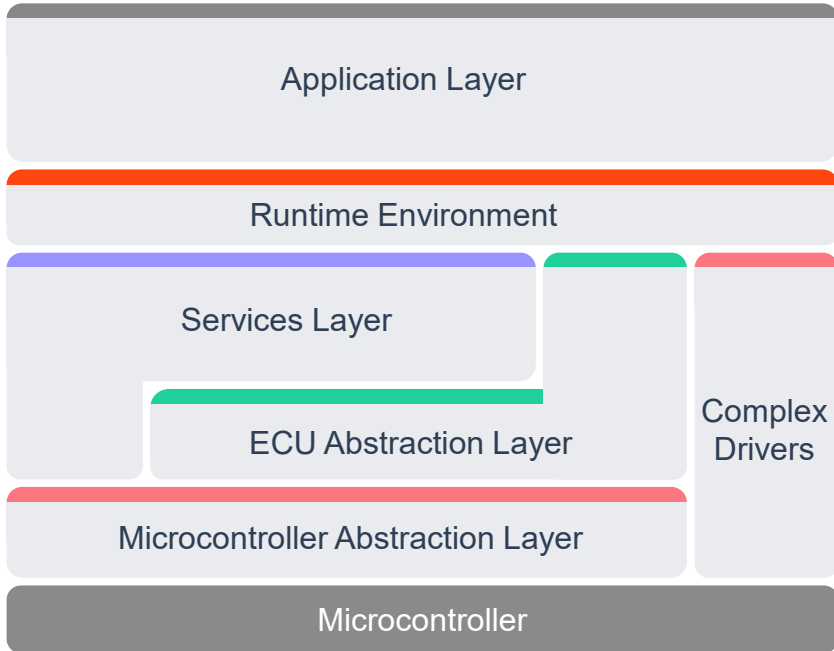 Application Layer
Runtime Environment
Services Layer
ECU Abstraction Layer
Complex
Drivers
Microcontroller Abstraction Layer
Microcontroller